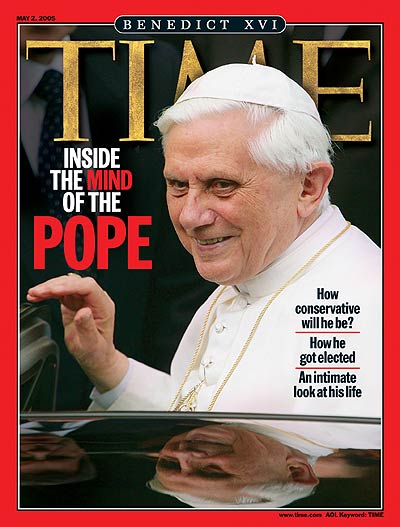 MAY 2, 2005
BENEDICT XVI
TIME
INSIDE
THE MIND
OF THE
POPE
How
conservative
will he be?
How he
got elected
An intimate
look at his life
www.time.com AOL Keyword: TIME